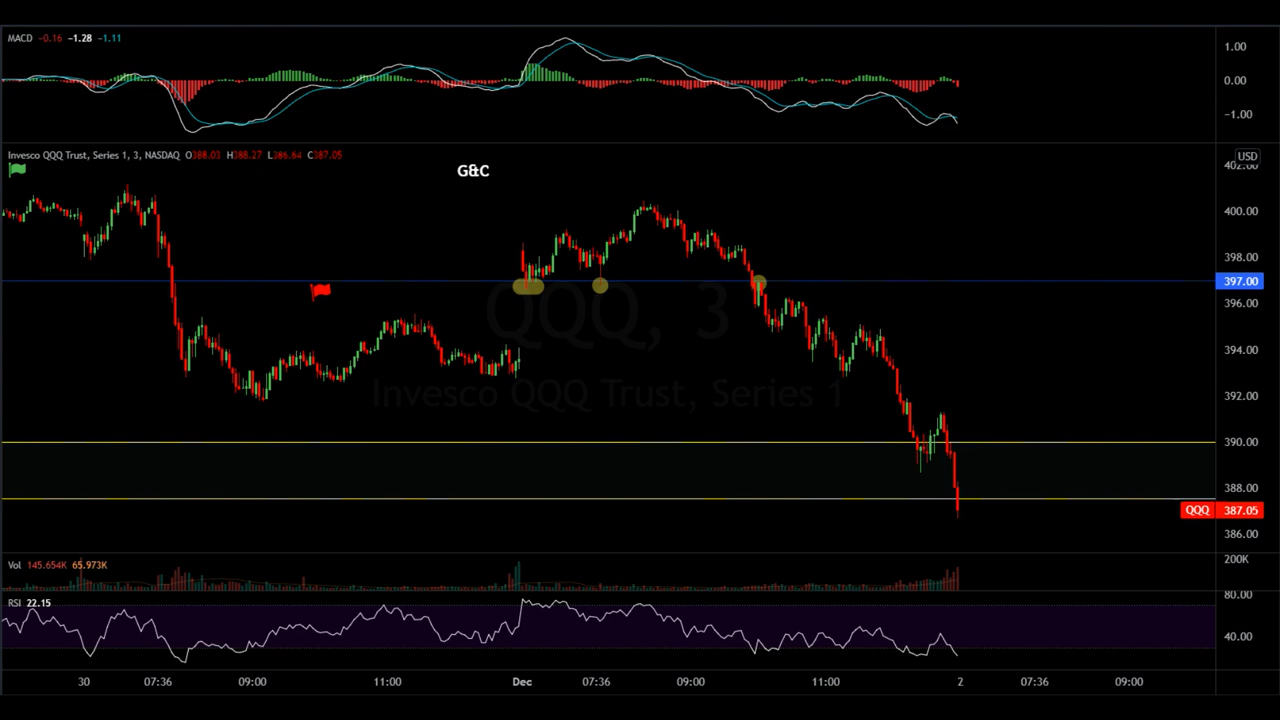 MACD -0.16 -1.28 -1.11
1.00
0.00
-1.00
Invesco QQQ Trust, Series 1, 3, NASDAQ O388.03 H388.27 L386.64 C387.05
USD
G&C
402.00
400.00
398.00
397.00
396.00
QQQ, 3
394.00
Invesco QQQ Trust, Series 1
392.00
390.00
388.00
QQQ 387.05
386.00
Vol 145.654K 65.973K
200K
RSI 22.15
80.00
40.00
30 07:36 09:00 11:00 Dec 07:36 09:00 11:00 2 07:36 09:00